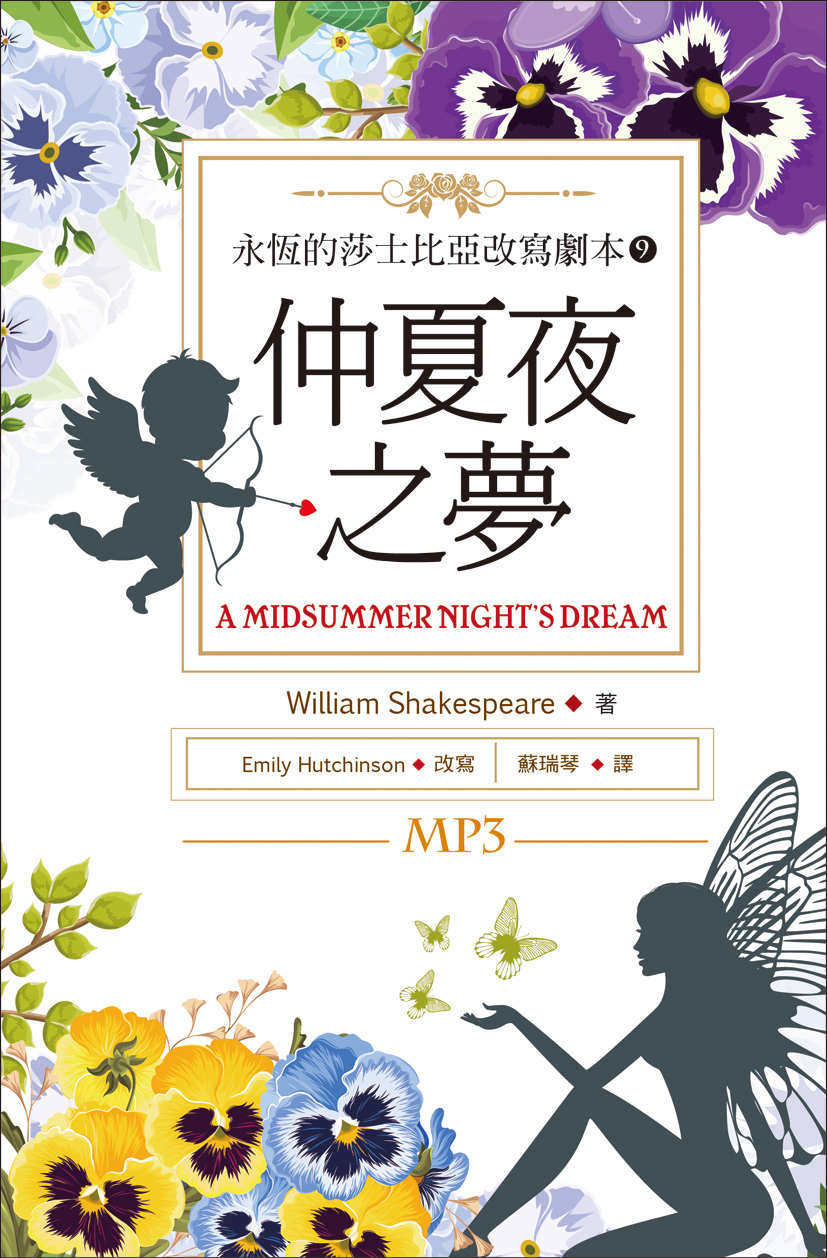 永恆的莎士比亞改寫劇本❾
仲夏夜
之夢
A MIDSUMMER NIGHT'S DREAM
William Shakespeare ◆ 著
Emily Hutchinson ◆ 改寫 | 蘇瑞琴 ◆ 譯
MP3